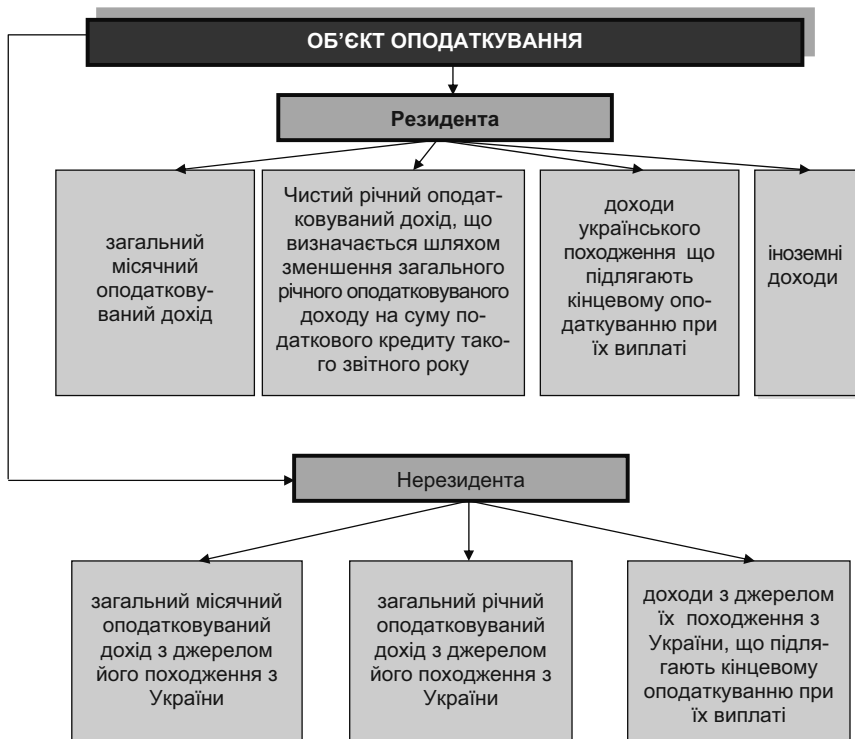 ОБ’ЄКТ ОПОДАТКУВАННЯ
Резидента
загальний
місячний
оподаткову-
ваний дохід
Чистий річний оподат-
ковуваний дохід, що
визначається шляхом
зменшення загального
річного оподатковуваного
доходу на суму по-
даткового кредиту тако-
го звітного року
доходи
українського
походження що
підлягають
кінцевому опо-
даткуванню при
їх виплаті
іноземні
доходи
Нерезидента
загальний місячний
оподатковуваний
дохід з джерелом
його походження з
України
загальний річний
оподатковуваний
дохід з джерелом
його походження з
України
доходи з джерелом
їх походження з
України, що підля-
гають кінцевому
оподаткуванню при
їх виплаті